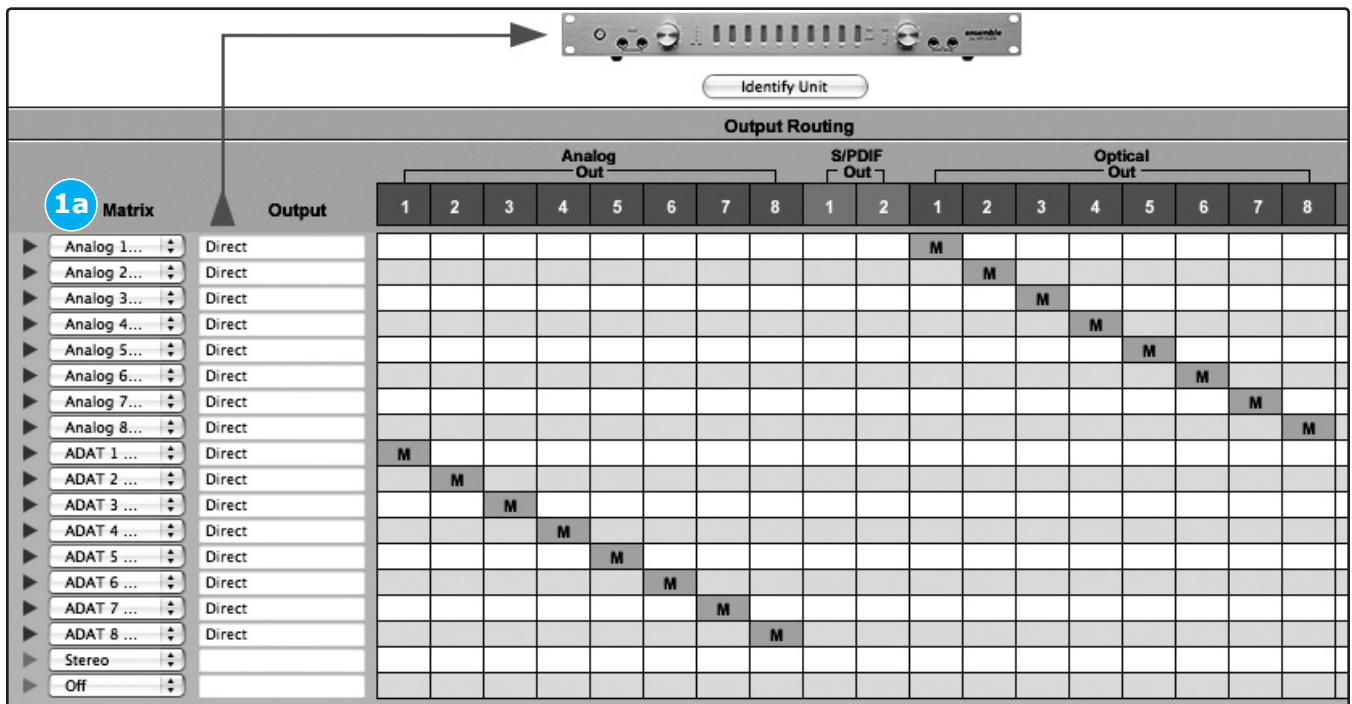 ensemble
Identify Unit
Output Routing
Analog Out
S/PDIF Out
Optical Out
1a Matrix Output 1 2 3 4 5 6 7 8 1 2 1 2 3 4 5 6 7 8
Analog 1... Direct M
Analog 2... Direct M
Analog 3... Direct M
Analog 4... Direct M
Analog 5... Direct M
Analog 6... Direct M
Analog 7... Direct M
Analog 8... Direct M
ADAT 1 ... Direct M
ADAT 2 ... Direct M
ADAT 3 ... Direct M
ADAT 4 ... Direct M
ADAT 5 ... Direct M
ADAT 6 ... Direct M
ADAT 7 ... Direct M
ADAT 8 ... Direct M
Stereo
Off